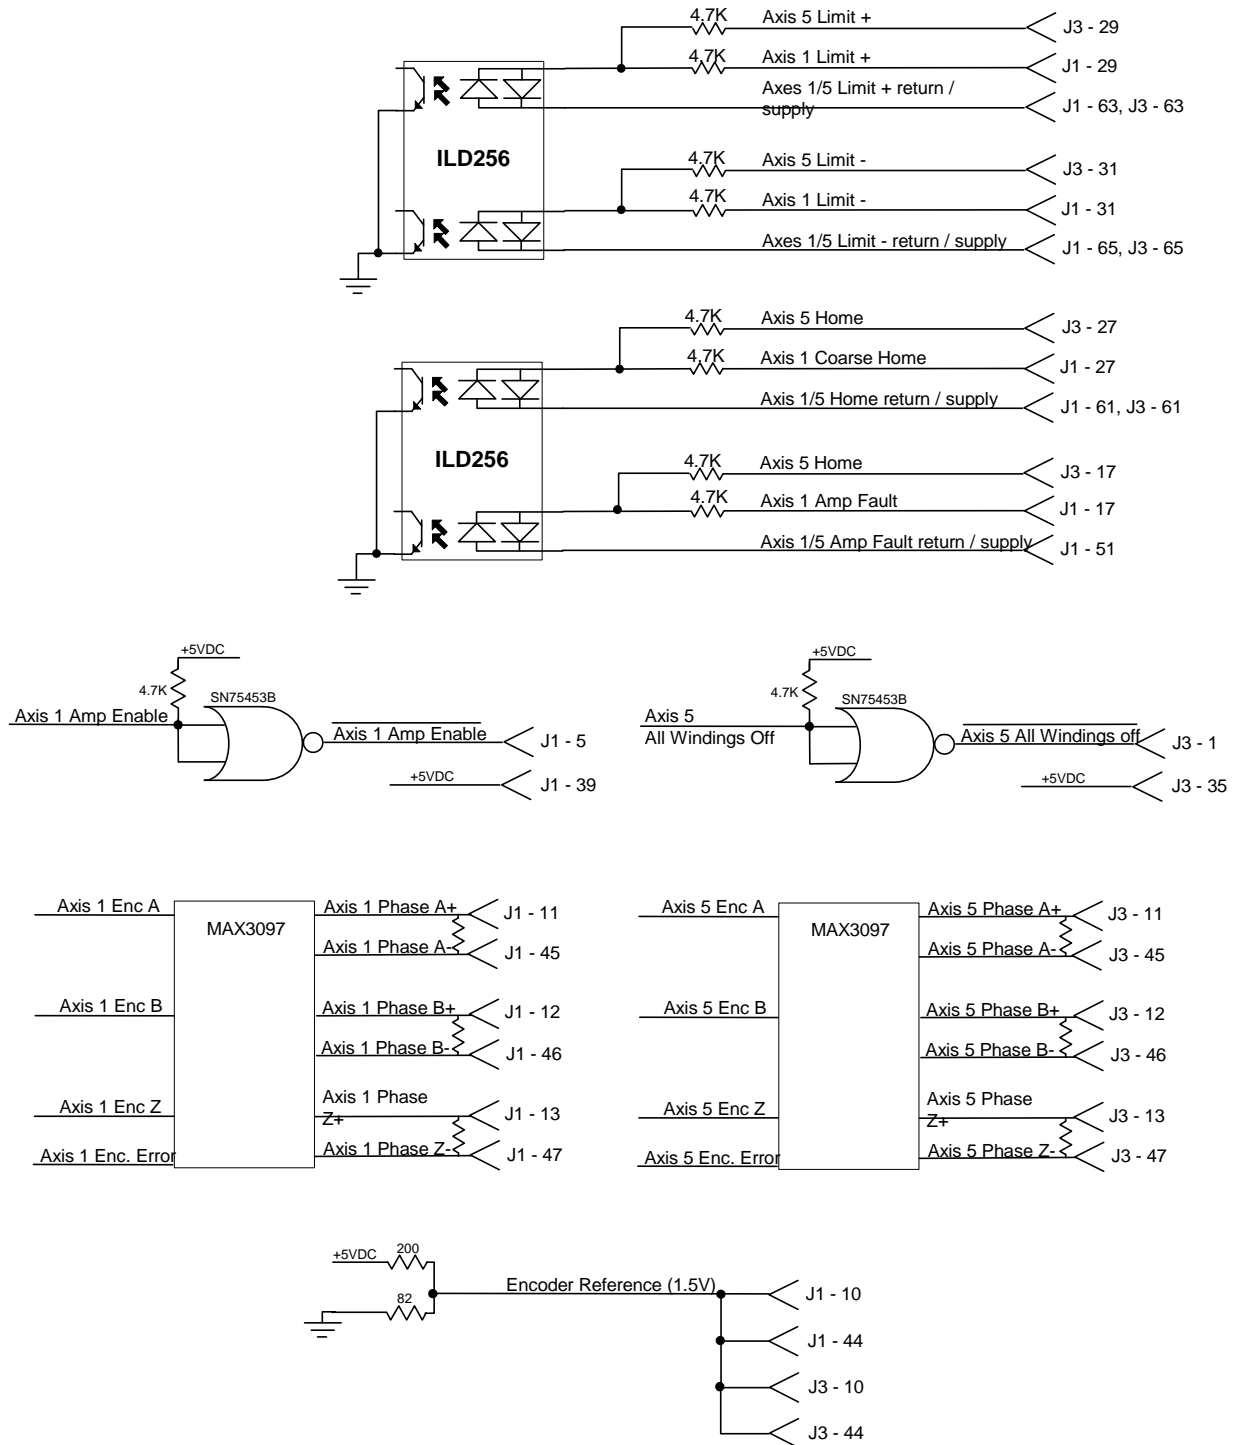 4.7K Axis 5 Limit + J3 - 29
4.7K Axis 1 Limit + J1 - 29
Axes 1/5 Limit + return /
supply J1 - 63, J3 - 63
ILD256
4.7K Axis 5 Limit - J3 - 31
4.7K Axis 1 Limit - J1 - 31
Axes 1/5 Limit - return / supply J1 - 65, J3 - 65
4.7K Axis 5 Home J3 - 27
4.7K Axis 1 Coarse Home J1 - 27
Axis 1/5 Home return / supply J1 - 61, J3 - 61
ILD256
4.7K Axis 5 Home J3 - 17
4.7K Axis 1 Amp Fault J1 - 17
Axis 1/5 Amp Fault return / supply J1 - 51
+5VDC
4.7K
SN75453B
Axis 1 Amp Enable
Axis 1 Amp Enable J1 - 5
+5VDC J1 - 39
+5VDC
4.7K
SN75453B
Axis 5
All Windings Off
Axis 5 All Windings off J3 - 1
+5VDC J3 - 35
Axis 1 Enc A
MAX3097
Axis 1 Phase A+ J1 - 11
Axis 1 Phase A- J1 - 45
Axis 1 Enc B
Axis 1 Phase B+ J1 - 12
Axis 1 Phase B- J1 - 46
Axis 1 Enc Z
Axis 1 Phase
Z+ J1 - 13
Axis 1 Enc. Error
Axis 1 Phase Z- J1 - 47
Axis 5 Enc A
MAX3097
Axis 5 Phase A+ J3 - 11
Axis 5 Phase A- J3 - 45
Axis 5 Enc B
Axis 5 Phase B+ J3 - 12
Axis 5 Phase B- J3 - 46
Axis 5 Enc Z
Axis 5 Phase
Z+ J3 - 13
Axis 5 Enc. Error
Axis 5 Phase Z- J3 - 47
+5VDC 200
82
Encoder Reference (1.5V) J1 - 10
J1 - 44
J3 - 10
J3 - 44